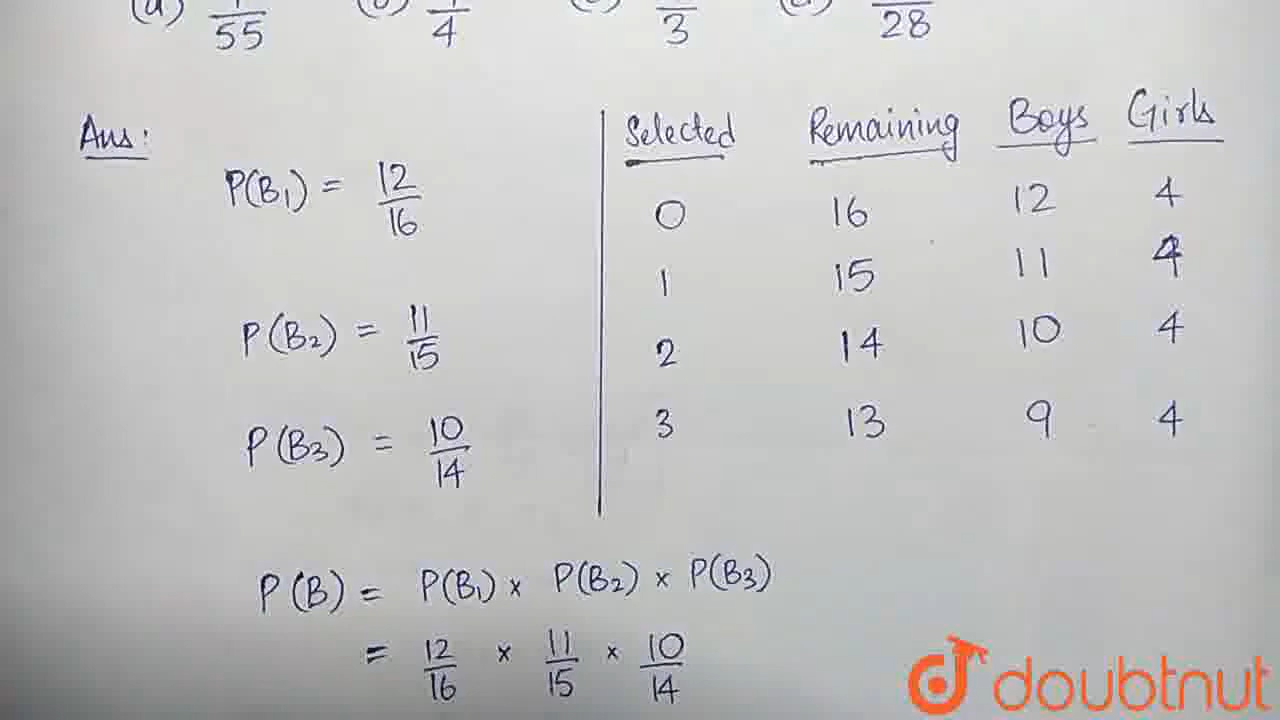 (a) 1/55 (b) 1/4 (c) /3 (d) /28
Ans:
P(B₁) = 12/16
P(B₂) = 11/15
P(B₃) = 10/14
Selected Remaining Boys Girls
0 16 12 4
1 15 11 4
2 14 10 4
3 13 9 4
P(B) = P(B₁) × P(B₂) × P(B₃)
= 12/16 × 11/15 × 10/14
doubtnut